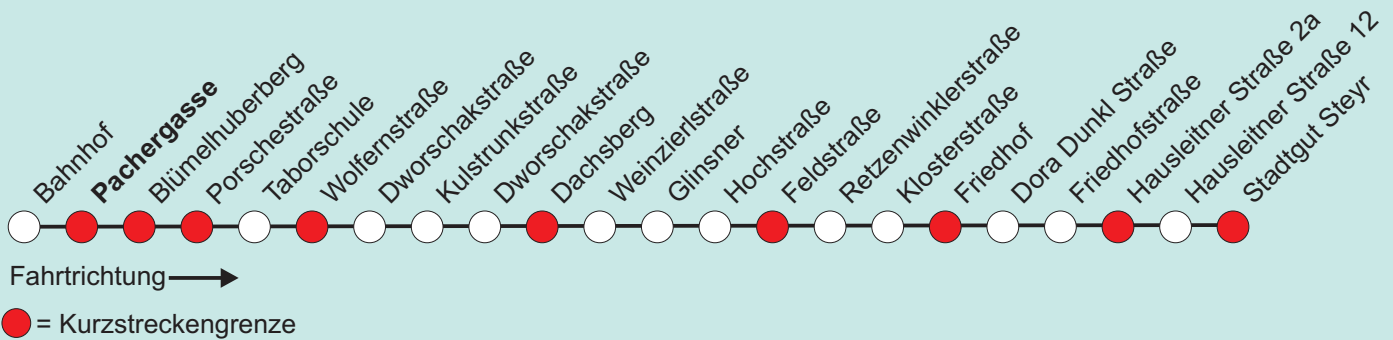 Bahnhof
Pachergasse
Blümelhuberberg
Porschestraße
Taborschule
Wolfernstraße
Dworschakstraße
Kulstrunkstraße
Dworschakstraße
Dachsberg
Weinzierlstraße
Glinsner
Hochstraße
Feldstraße
Retzenwinklerstraße
Klosterstraße
Friedhof
Dora Dunkl Straße
Friedhofstraße
Hausleitner Straße 2a
Hausleitner Straße 12
Stadtgut Steyr
Fahrtrichtung
= Kurzstreckengrenze